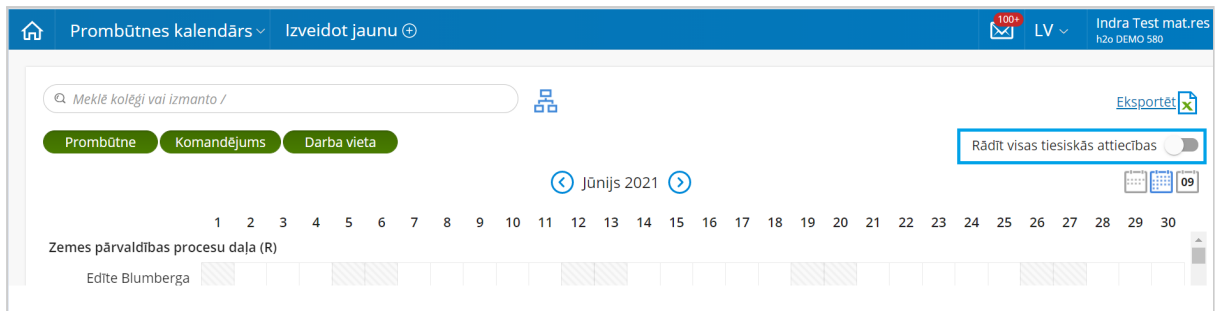 Prombūtnes kalendārs Izveidot jaunu 100+ LV Indra Test mat.res
h2o DEMO 580
Meklē kolēģi vai izmanto / Eksportēt
Prombūtne Komandējums Darba vieta Rādīt visas tiesiskās attiecības
Jūnijs 2021 09
1 2 3 4 5 6 7 8 9 10 11 12 13 14 15 16 17 18 19 20 21 22 23 24 25 26 27 28 29 30
Zemes pārvaldības procesu daļa (R)
Edīte Blumberga